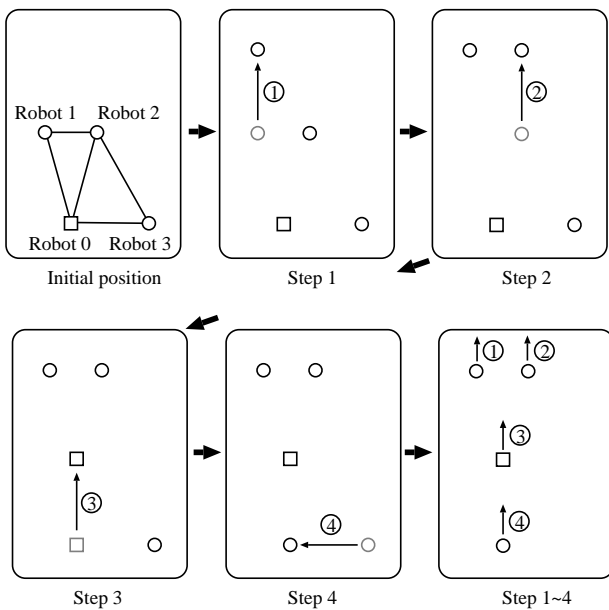 Robot 1 Robot 2
Robot 0 Robot 3
Initial position
①
Step 1
②
Step 2
③
Step 3
④
Step 4
① ②
③
④
Step 1~4